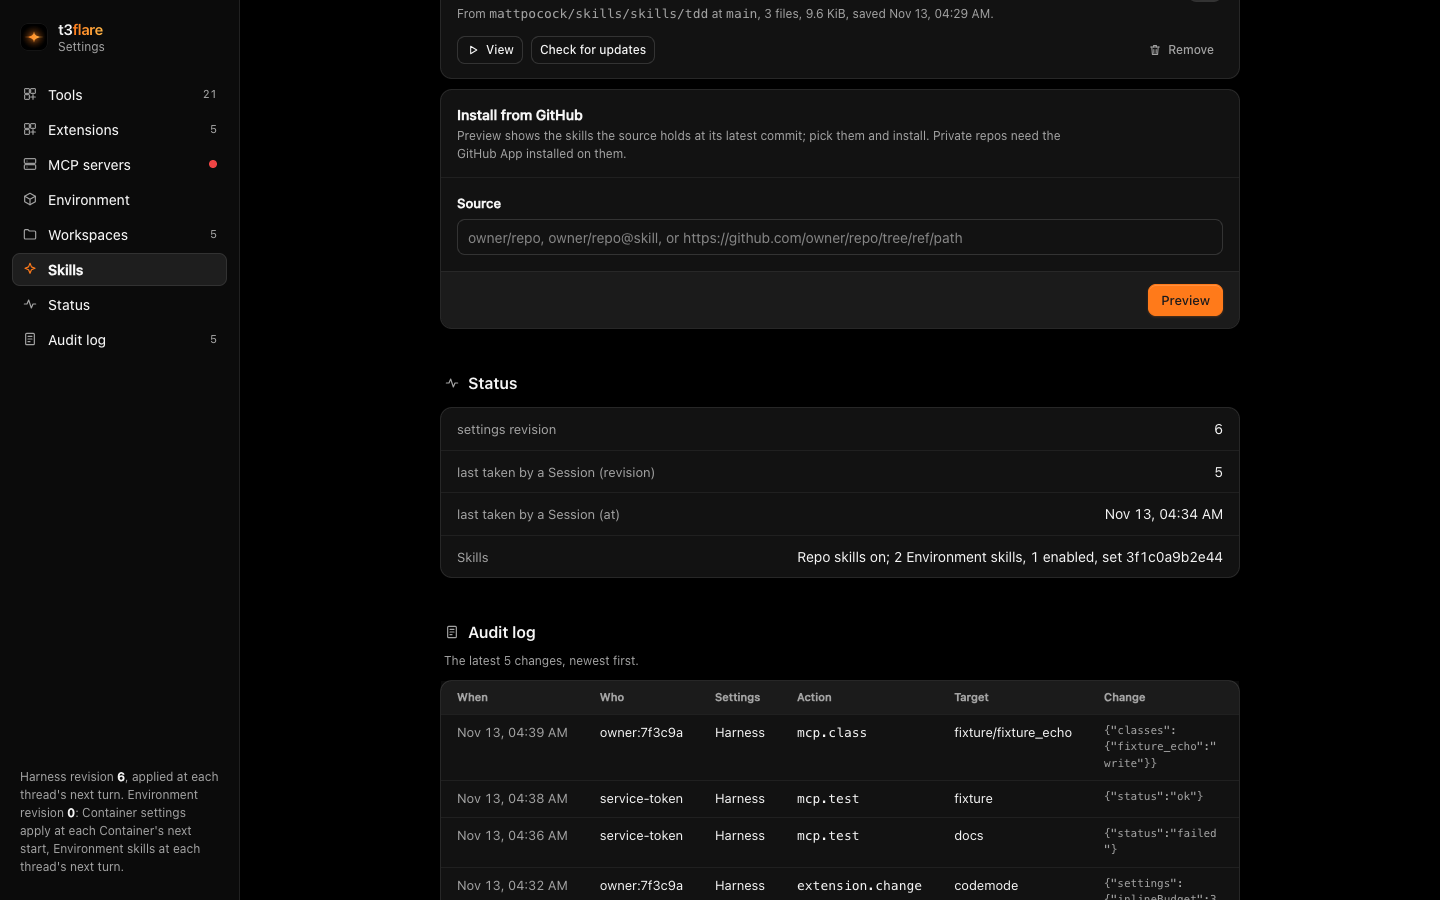 t3flare
Settings
Tools 21
Extensions 5
MCP servers
Environment
Workspaces 5
Skills
Status
Audit log 5
Harness revision 6, applied at each
thread's next turn. Environment
revision 0: Container settings
apply at each Container's next
start, Environment skills at each
thread's next turn.
From mattpocock/skills/skills/tdd at main, 3 files, 9.6 KiB, saved Nov 13, 04:29 AM.
View Check for updates Remove
Install from GitHub
Preview shows the skills the source holds at its latest commit; pick them and install. Private repos need the
GitHub App installed on them.
Source
owner/repo, owner/repo@skill, or https://github.com/owner/repo/tree/ref/path
Preview
Status
settings revision 6
last taken by a Session (revision) 5
last taken by a Session (at) Nov 13, 04:34 AM
Skills Repo skills on; 2 Environment skills, 1 enabled, set 3f1c0a9b2e44
Audit log
The latest 5 changes, newest first.
When Who Settings Action Target Change
Nov 13, 04:39 AM owner:7f3c9a Harness mcp.class fixture/fixture_echo {"classes":
{"fixture_echo":"
write"}}
Nov 13, 04:38 AM service-token Harness mcp.test fixture {"status":"ok"}
Nov 13, 04:36 AM service-token Harness mcp.test docs {"status":"failed
"}
Nov 13, 04:32 AM owner:7f3c9a Harness extension.change codemode {"settings":
{"inlineBudget":3